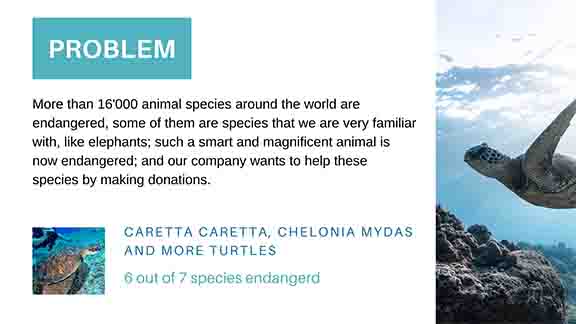 PROBLEM
More than 16'000 animal species around the world are
endangered, some of them are species that we are very familiar
with, like elephants; such a smart and magnificent animal is
now endangered; and our company wants to help these
species by making donations.
CARETTA CARETTA, CHELONIA MYDAS
AND MORE TURTLES
6 out of 7 species endangerd